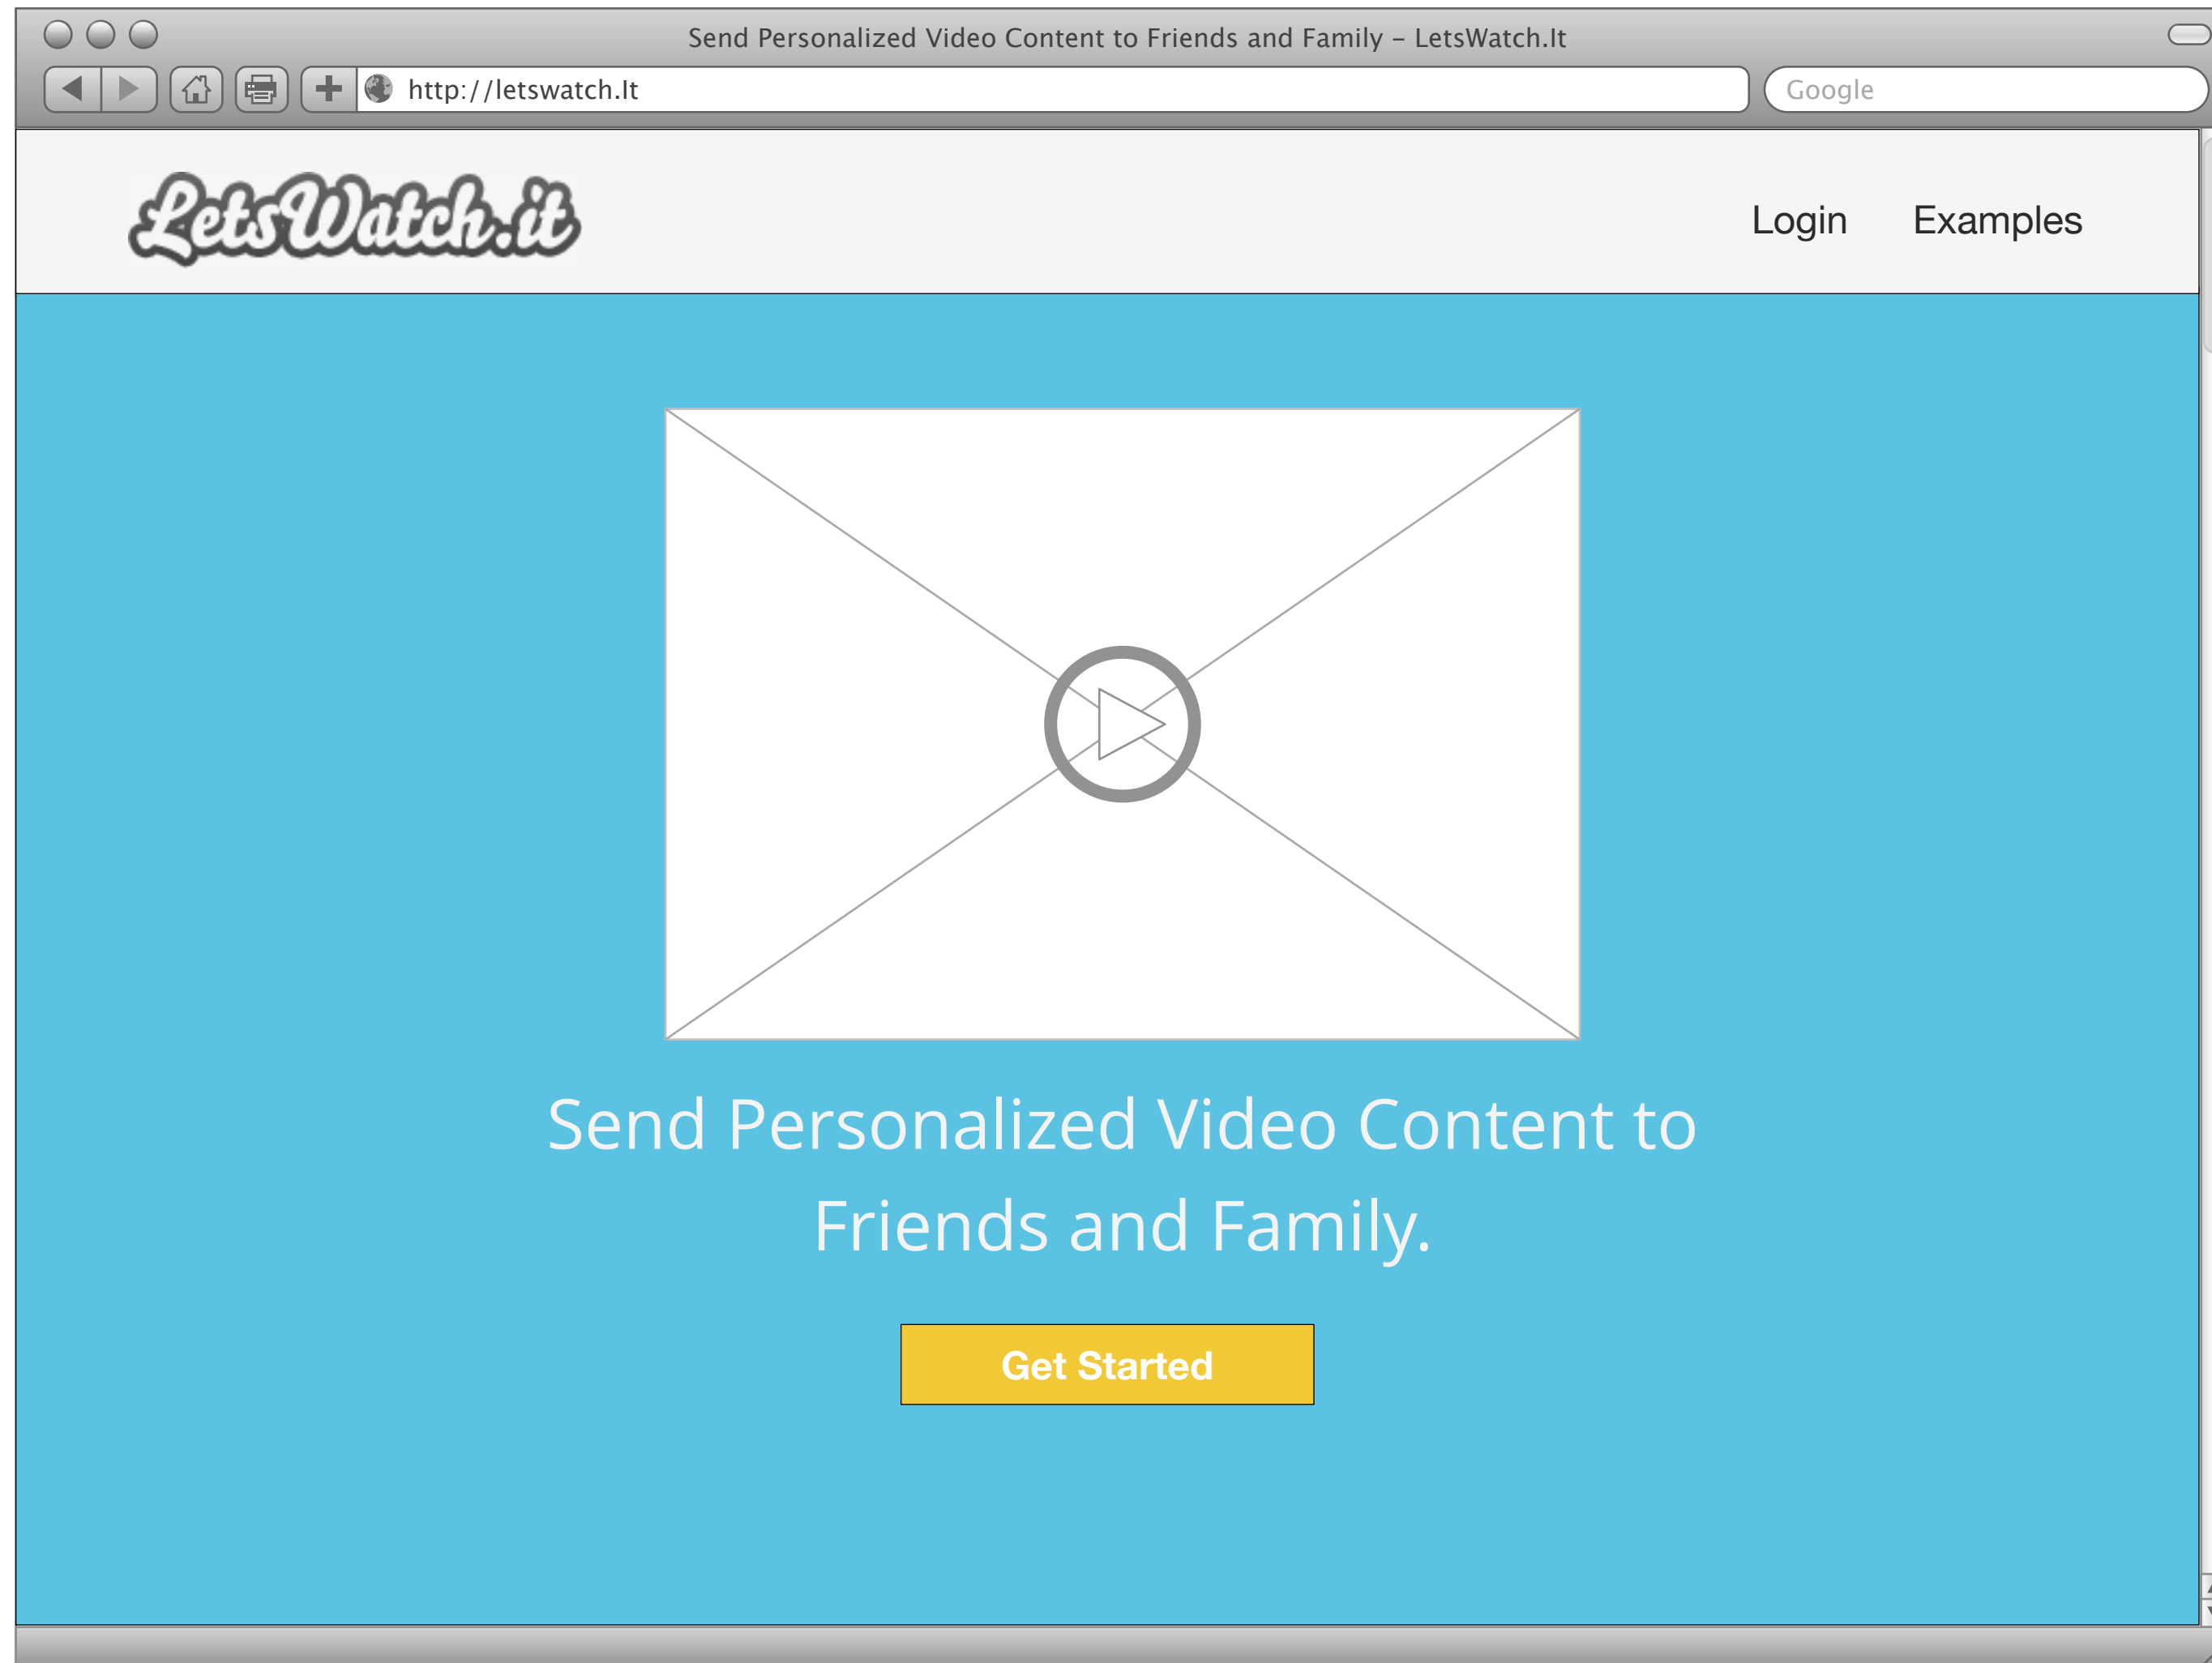 Send Personalized Video Content to Friends and Family – LetsWatch.It
http://letswatch.It
Google
LetsWatch.it
Login Examples
Send Personalized Video Content to
Friends and Family.
Get Started